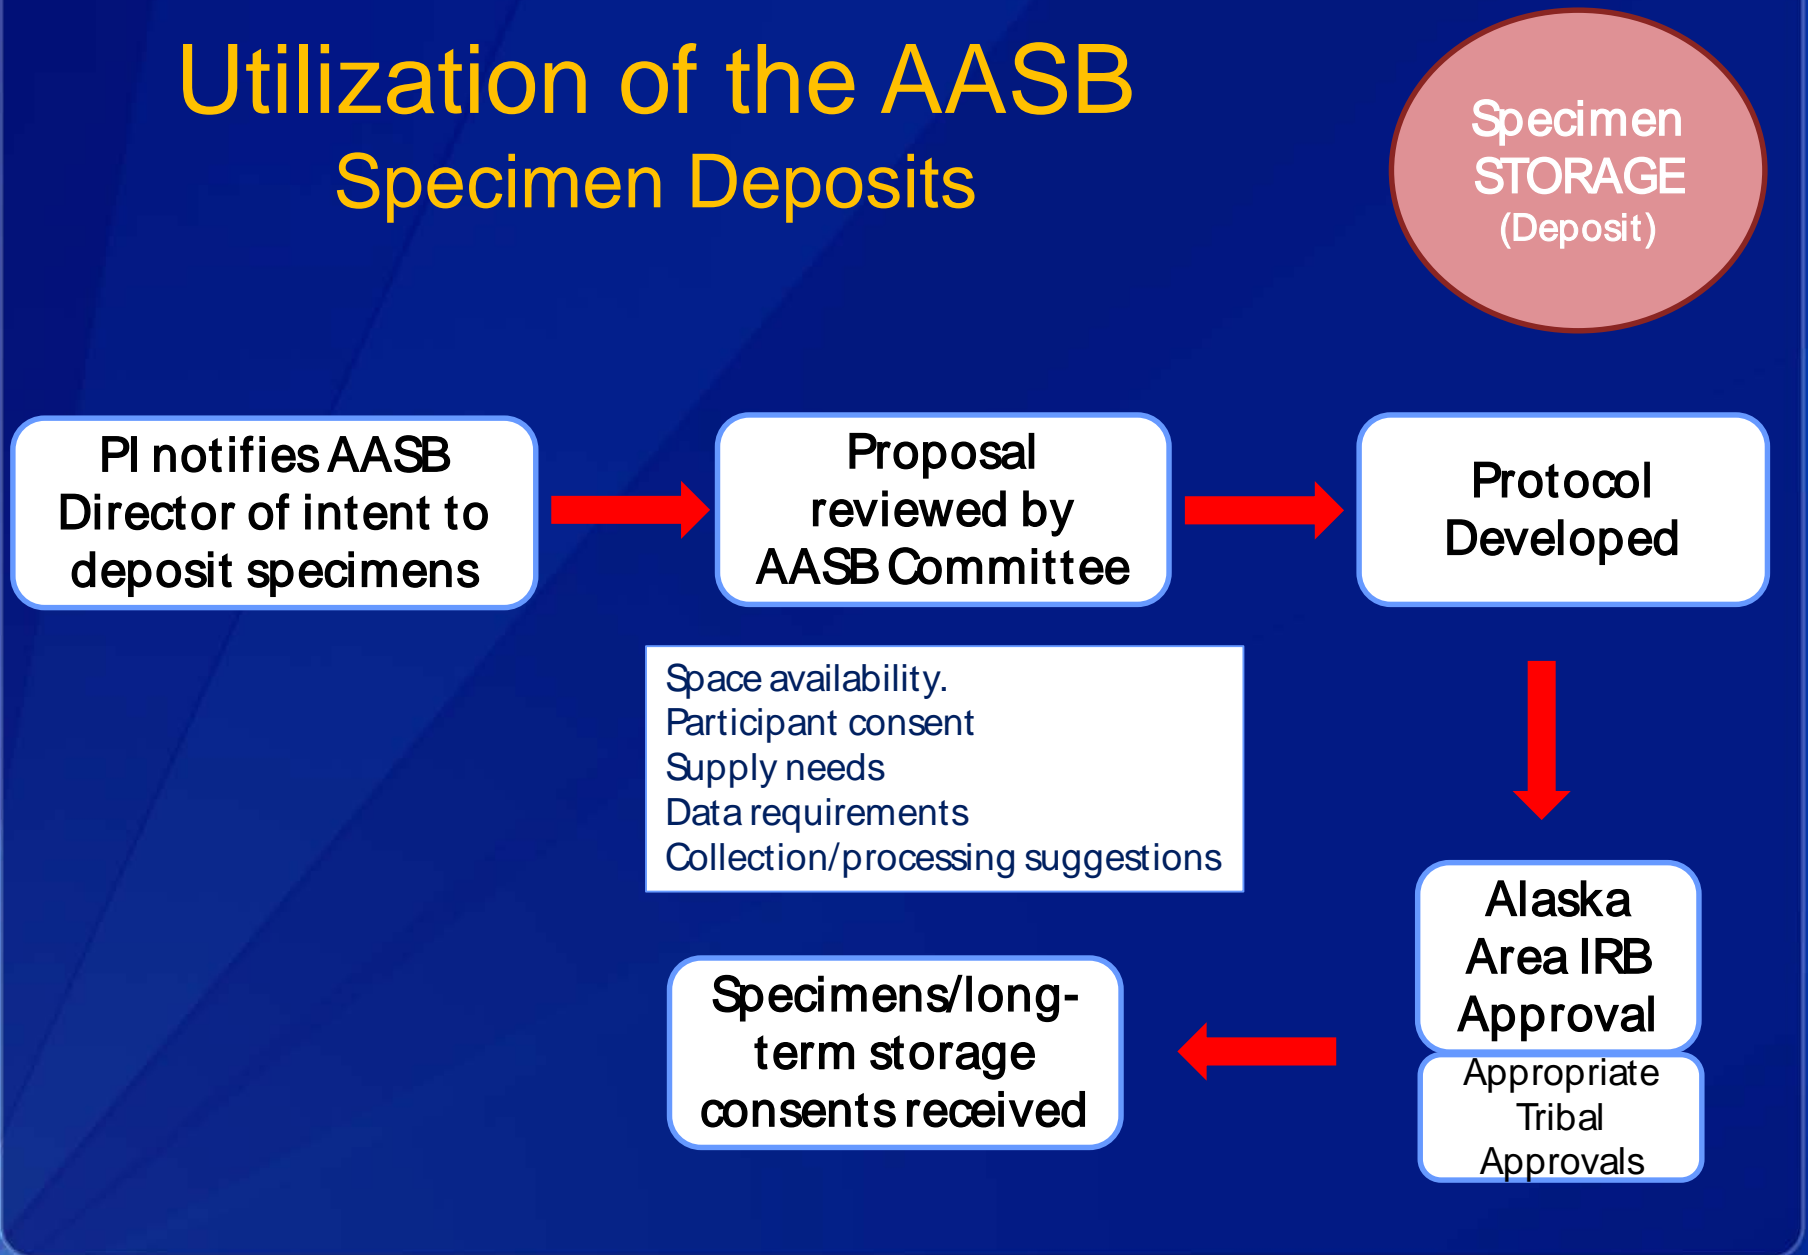 Utilization of the AASB
Specimen Deposits
Specimen
STORAGE
(Deposit)
PI notifies AASB
Director of intent to
deposit specimens
Proposal
reviewed by
AASB Committee
Protocol
Developed
Space availability.
Participant consent
Supply needs
Data requirements
Collection/processing suggestions
Alaska
Area IRB
Approval
Appropriate
Tribal
Approvals
Specimens/long-
term storage
consents received